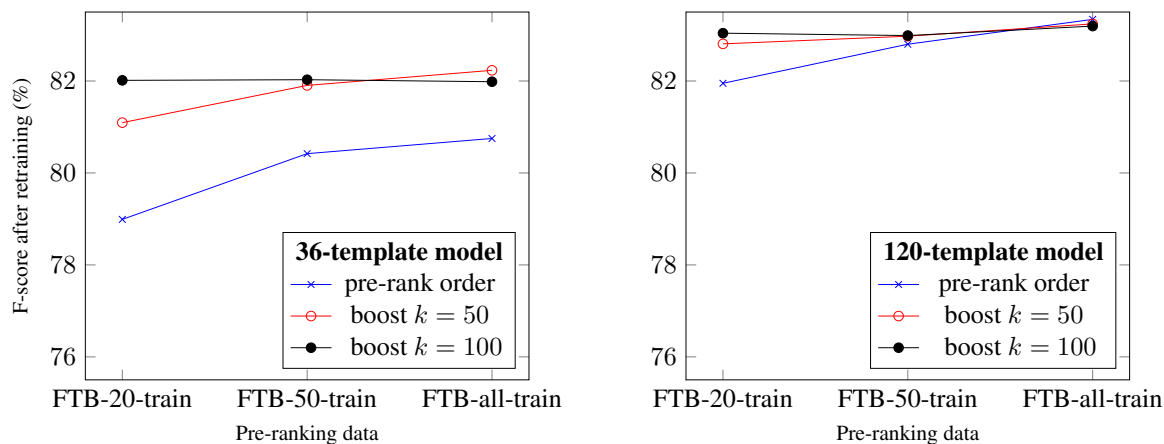 F-score after retraining (%)
82
80
78
76
36-template model
pre-rank order
boost k = 50
boost k = 100
FTB-20-train
FTB-50-train
FTB-all-train
Pre-ranking data
82
80
78
76
120-template model
pre-rank order
boost k = 50
boost k = 100
FTB-20-train
FTB-50-train
FTB-all-train
Pre-ranking data